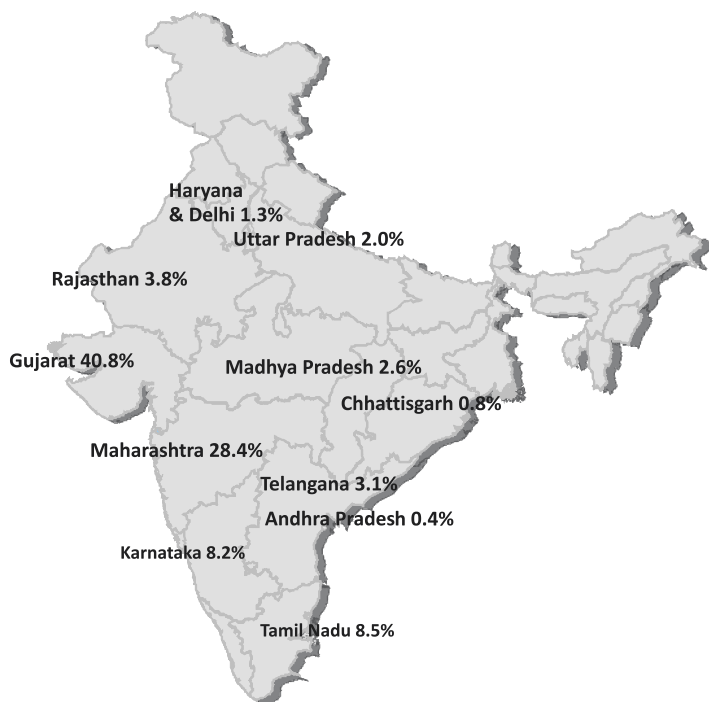 Haryana
& Delhi 1.3%
Uttar Pradesh 2.0%
Rajasthan 3.8%
Gujarat 40.8%
Madhya Pradesh 2.6%
Chhattisgarh 0.8%
Maharashtra 28.4%
Telangana 3.1%
Andhra Pradesh 0.4%
Karnataka 8.2%
Tamil Nadu 8.5%